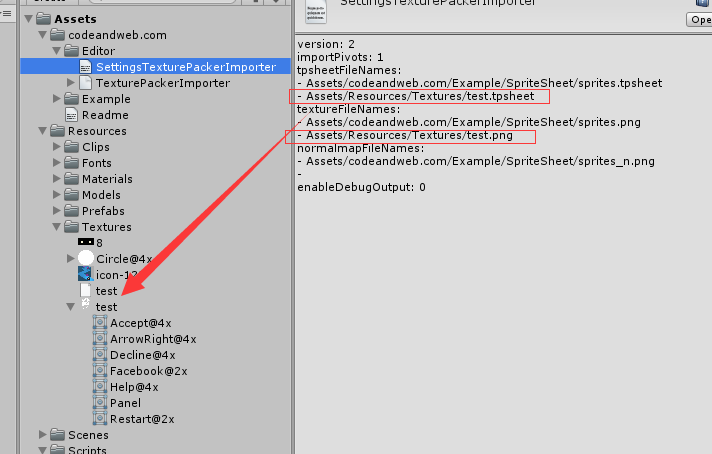 Create
Assets
codeandweb.com
Editor
SettingsTexturePackerImporter
TexturePackerImporter
Example
Readme
Resources
Clips
Fonts
Materials
Models
Prefabs
Textures
8
Circle@4x
test
test
Accept@4x
ArrowRight@4x
Decline@4x
Facebook@2x
Help@4x
Panel
Restart@2x
Scenes
Scripts
SettingsTexturePackerImporter
Open
version: 2
importPivots: 1
tpsheetFileNames:
- Assets/codeandweb.com/Example/SpriteSheet/sprites.tpsheet
- Assets/Resources/Textures/test.tpsheet
textureFileNames:
- Assets/codeandweb.com/Example/SpriteSheet/sprites.png
- Assets/Resources/Textures/test.png
normalmapFileNames:
- Assets/codeandweb.com/Example/SpriteSheet/sprites_n.png
-
enableDebugOutput: 0